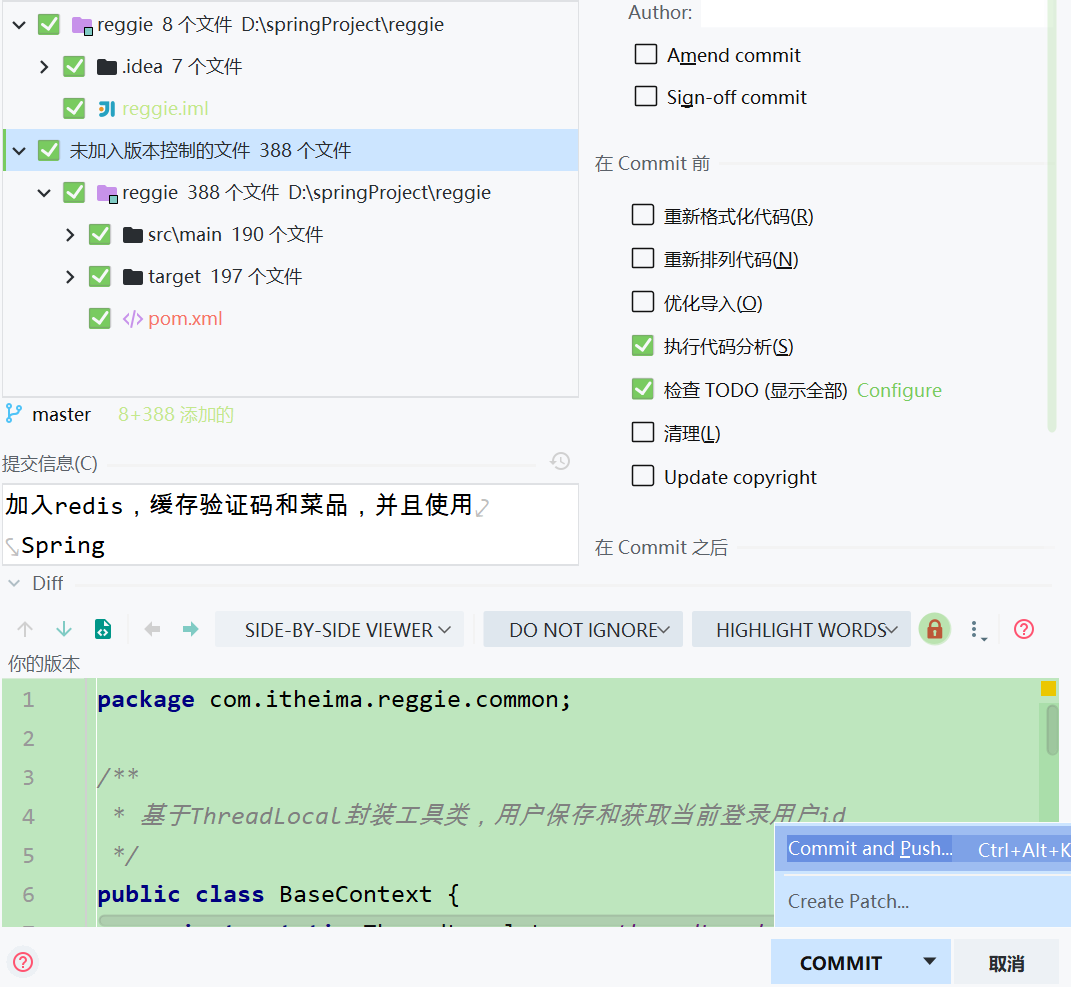 reggie 8 个文件 D:\springProject\reggie
.idea 7 个文件
reggie.iml
未加入版本控制的文件 388 个文件
reggie 388 个文件 D:\springProject\reggie
src\main 190 个文件
target 197 个文件
pom.xml
master 8+388 添加的
提交信息(C)
加入redis，缓存验证码和菜品，并且使用
Spring
Author:
Amend commit
Sign-off commit
在 Commit 前
重新格式化代码(R)
重新排列代码(N)
优化导入(O)
执行代码分析(S)
检查 TODO (显示全部) Configure
清理(L)
Update copyright
在 Commit 之后
Diff
SIDE-BY-SIDE VIEWER DO NOT IGNORE HIGHLIGHT WORDS
你的版本
1 package com.itheima.reggie.common;
2
3 /**
4 * 基于ThreadLocal封装工具类，用户保存和获取当前登录用户id
5 */
6 public class BaseContext {
Commit and Push... Ctrl+Alt+K
Create Patch...
COMMIT 取消